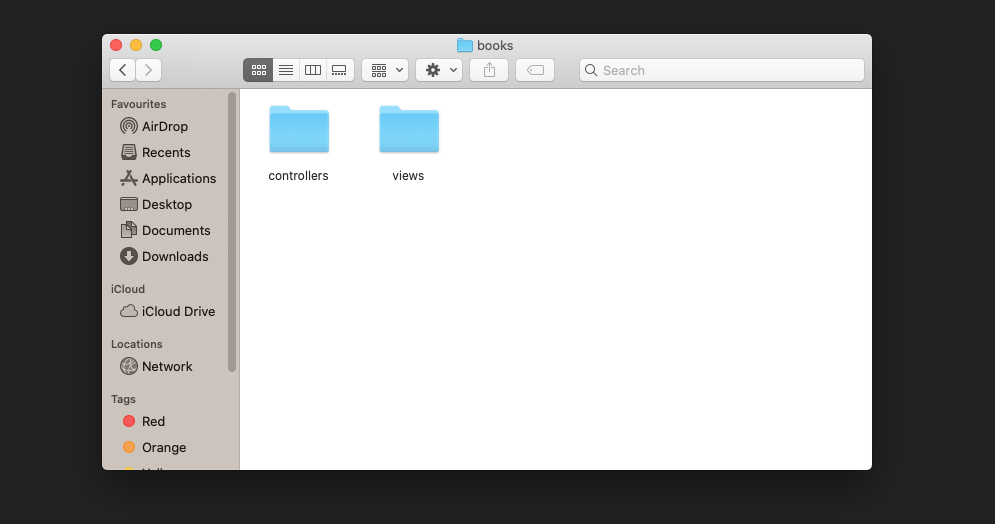 books
Search
Favourites
AirDrop
Recents
Applications
Desktop
Documents
Downloads
iCloud
iCloud Drive
Locations
Network
Tags
Red
Orange
controllers
views